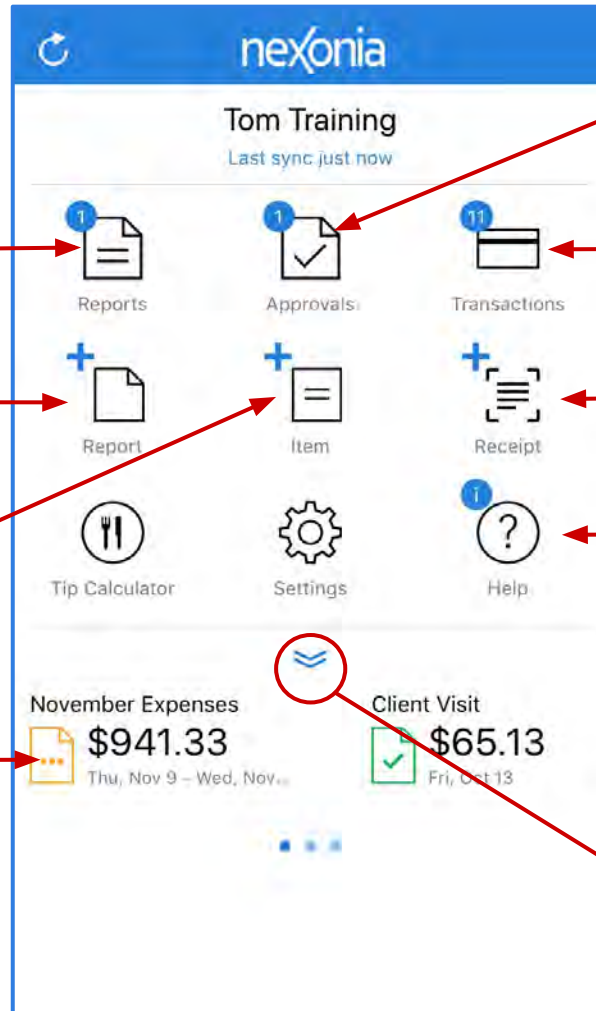 nexonia
Tom Training
Last sync just now
1 1 11
Reports Approvals Transactions
Report Item Receipt
i ?
Tip Calculator Settings Help
November Expenses Client Visit
$941.33 $65.13
Thu, Nov 9 – Wed, Nov... Fri, Oct 13